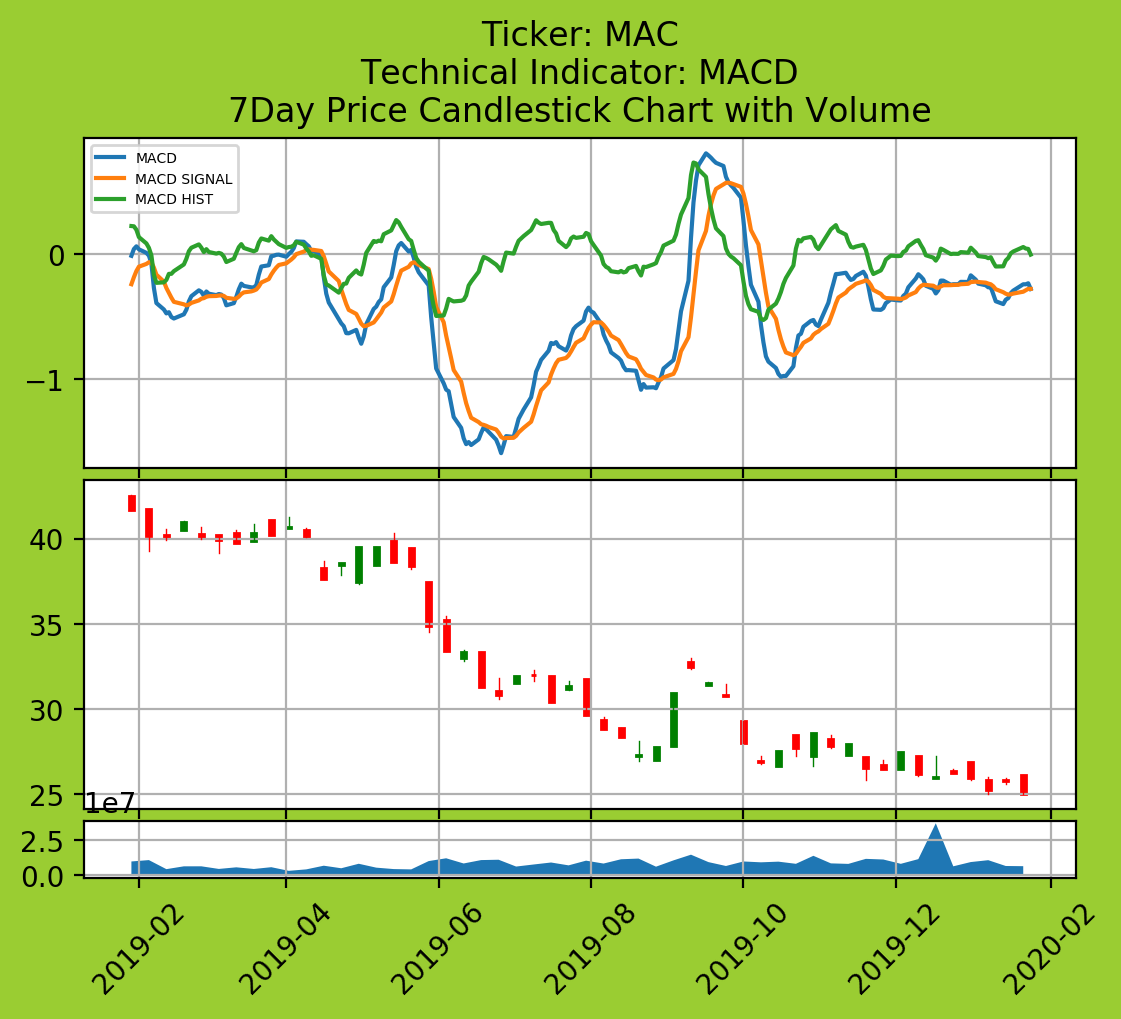 Ticker: MAC
Technical Indicator: MACD
7Day Price Candlestick Chart with Volume
MACD
MACD SIGNAL
MACD HIST
0
−1
40
35
30
25
1e7
2.5
0.0
2019-02
2019-04
2019-06
2019-08
2019-10
2019-12
2020-02